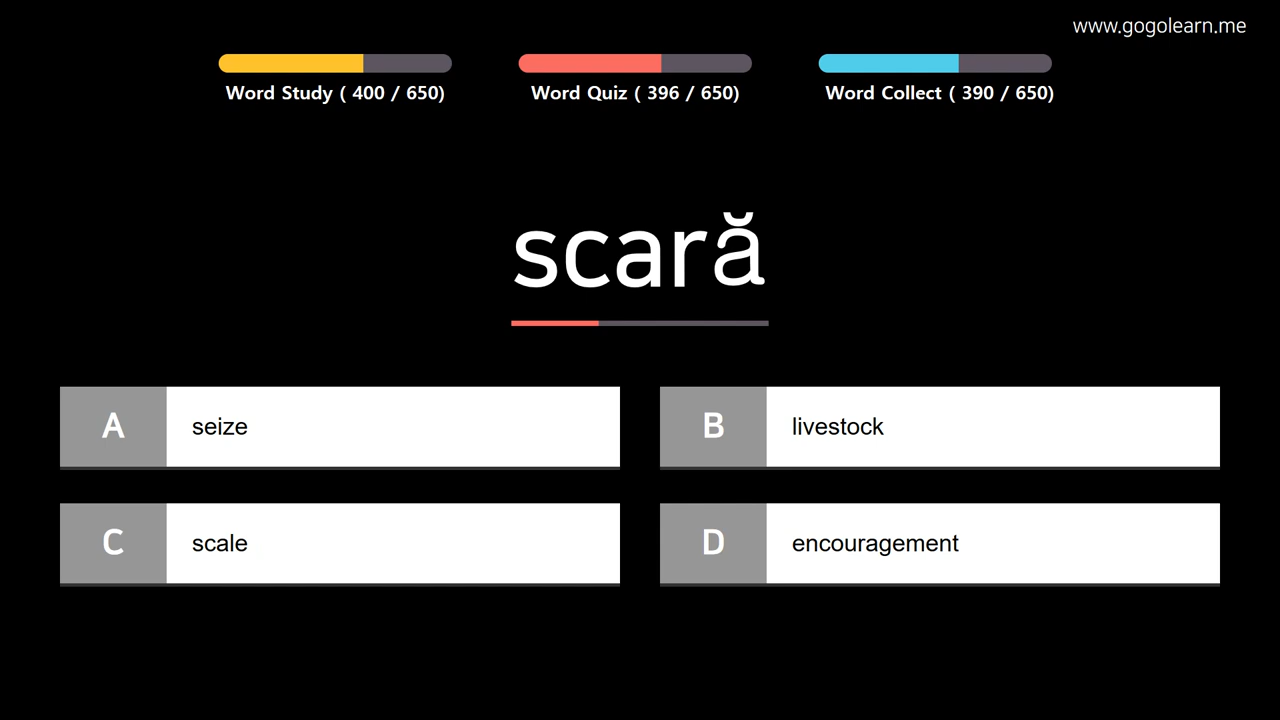 www.gogolearn.me
Word Study ( 400 / 650)
Word Quiz ( 396 / 650)
Word Collect ( 390 / 650)
scară
A seize
B livestock
C scale
D encouragement